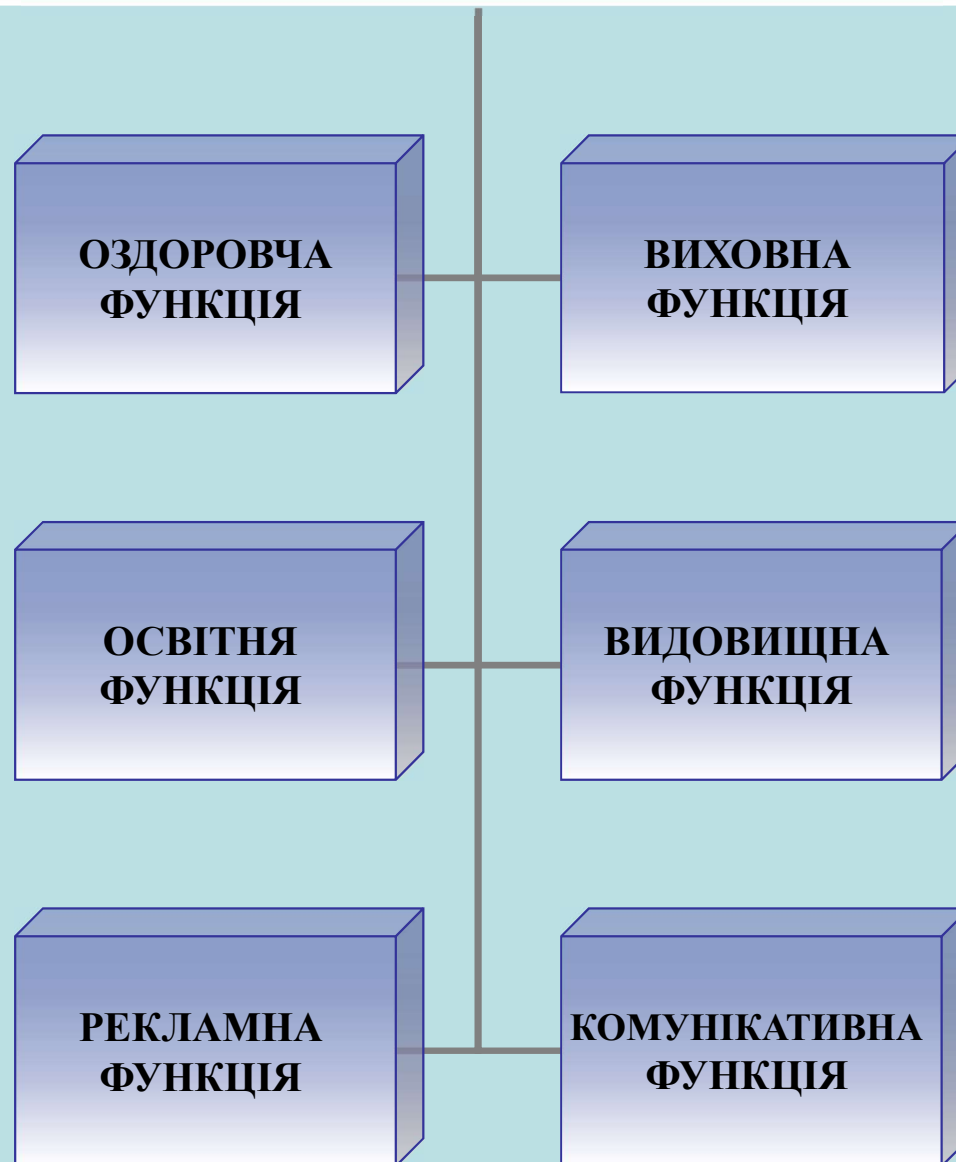 ОЗДОРОВЧА
ФУНКЦІЯ
ВИХОВНА
ФУНКЦІЯ
ОСВІТНЯ
ФУНКЦІЯ
ВИДОВИЩНА
ФУНКЦІЯ
РЕКЛАМНА
ФУНКЦІЯ
КОМУНІКАТИВНА
ФУНКЦІЯ